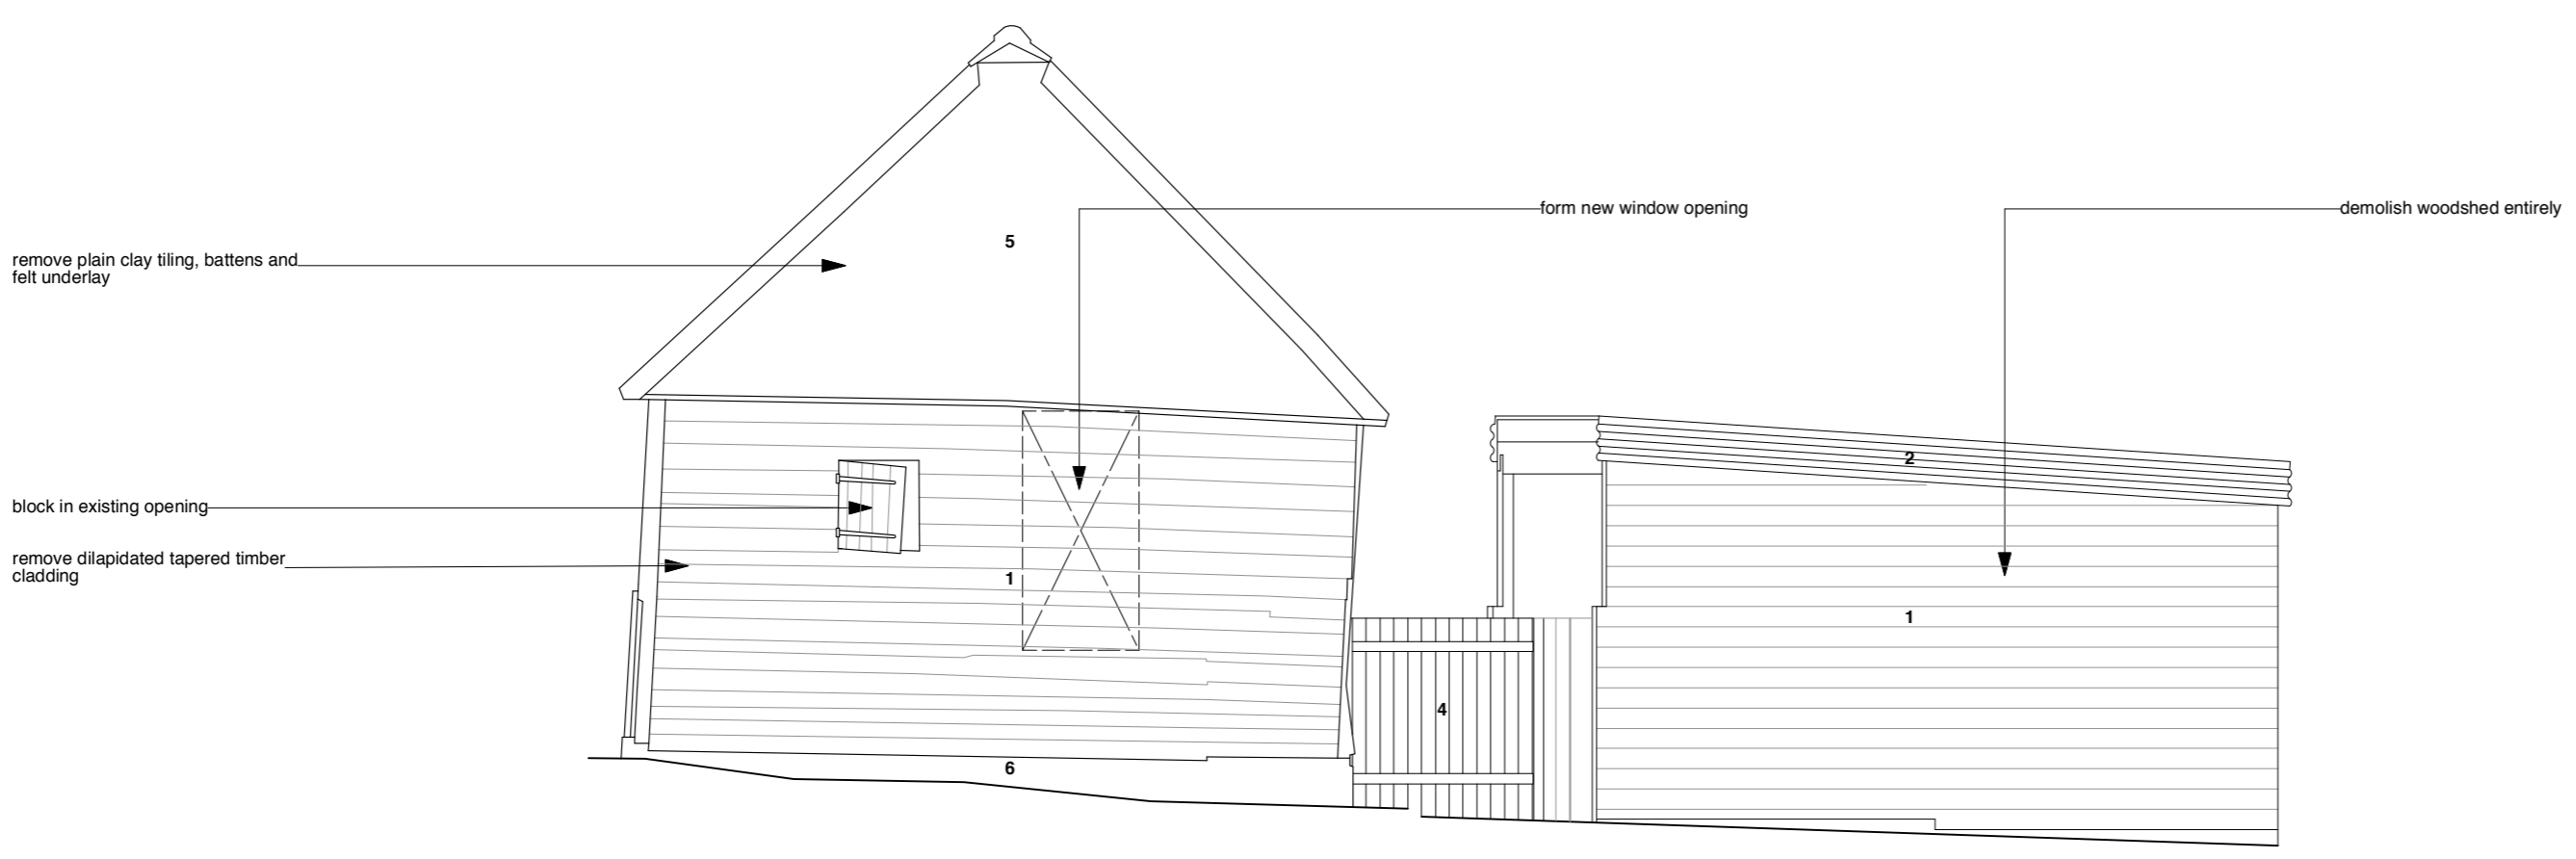 form new window opening
demolish woodshed entirely
5
remove plain clay tiling, battens and
felt underlay
2
block in existing opening
remove dilapidated tapered timber
cladding
1
1
4
6